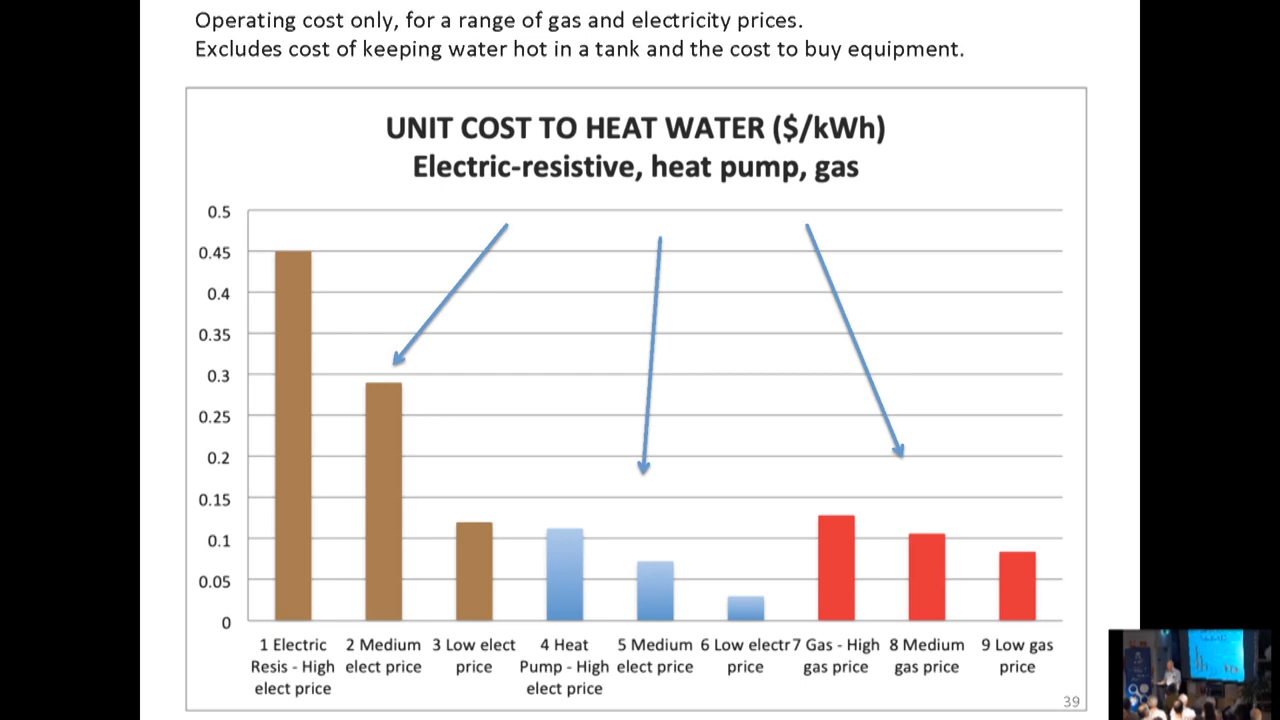 Operating cost only, for a range of gas and electricity prices.
Excludes cost of keeping water hot in a tank and the cost to buy equipment.
UNIT COST TO HEAT WATER ($/kWh)
Electric-resistive, heat pump, gas
0.5
0.45
0.4
0.35
0.3
0.25
0.2
0.15
0.1
0.05
0
1 Electric
Resis - High
elect price
2 Medium
elect price
3 Low elect
price
4 Heat
Pump - High
elect price
5 Medium
elect price
6 Low electr
price
7 Gas - High
gas price
8 Medium
gas price
9 Low gas
price
39